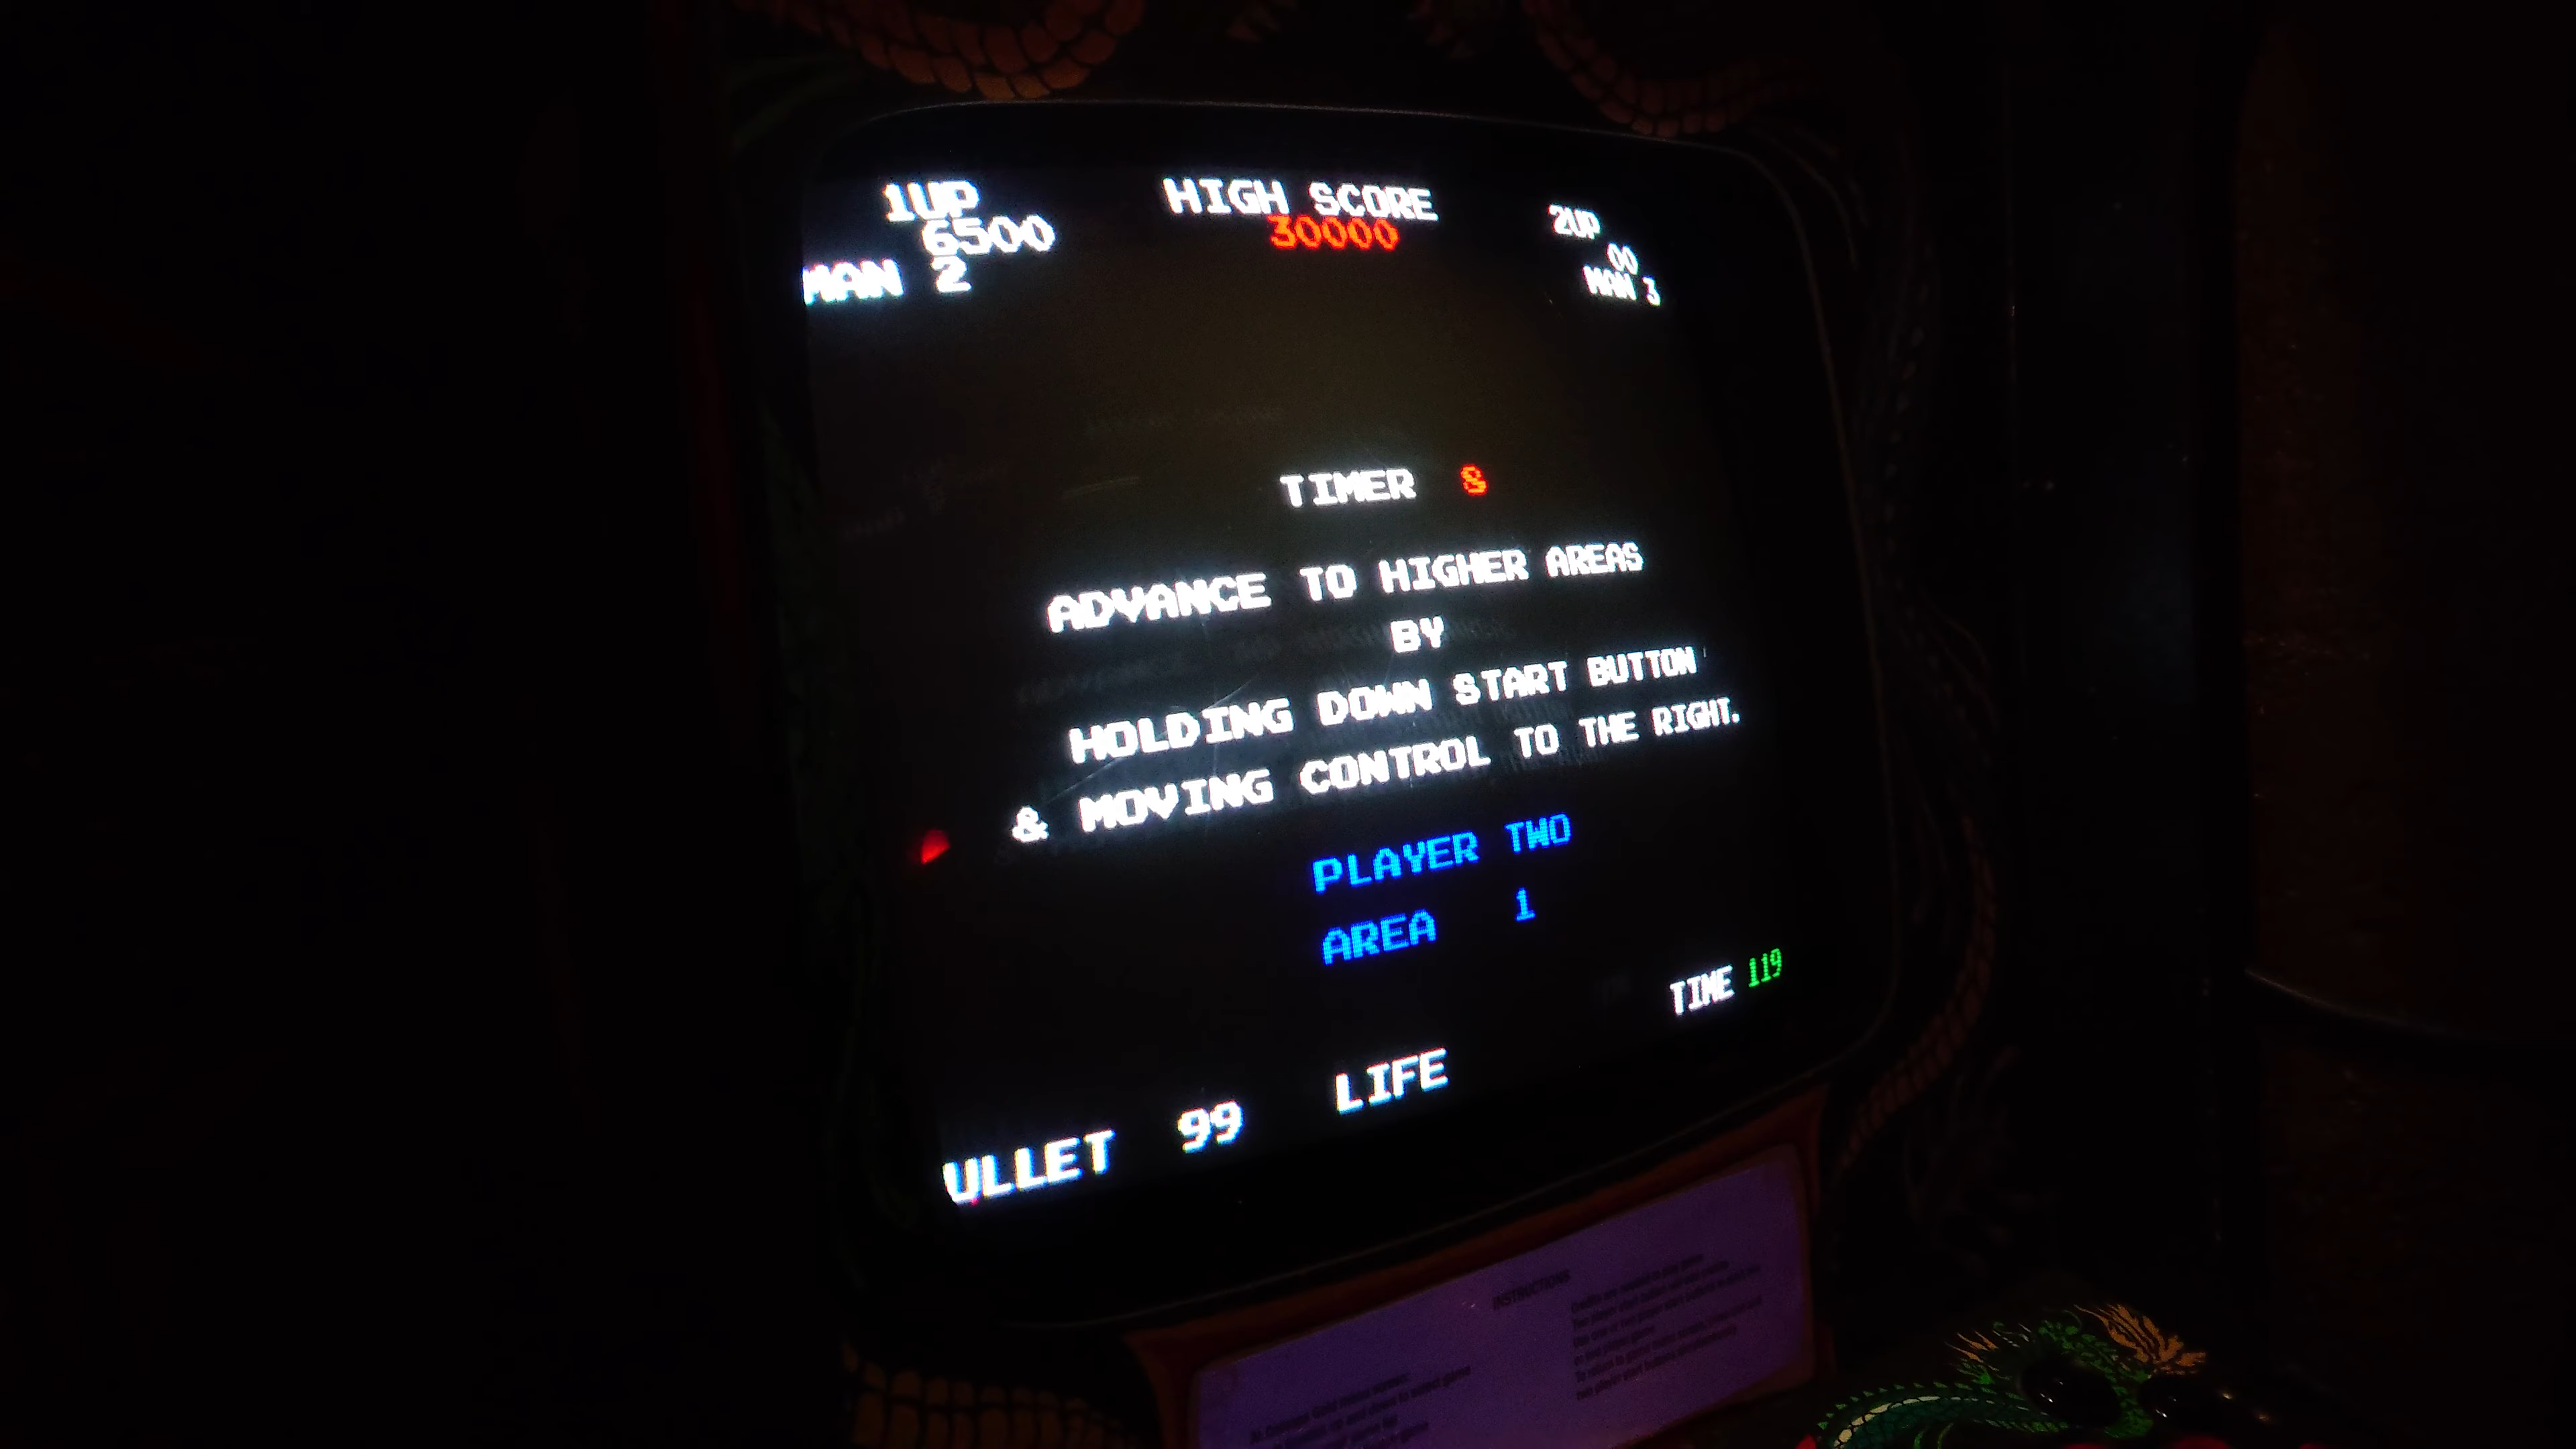 1UP HIGH SCORE 2UP
6500 30000 00
MAN 2 MAN 3
TIMER 8
ADVANCE TO HIGHER AREAS
BY
HOLDING DOWN START BUTTON
& MOVING CONTROL TO THE RIGHT.
PLAYER TWO
AREA 1
TIME 119
ULLET 99 LIFE
INSTRUCTIONS